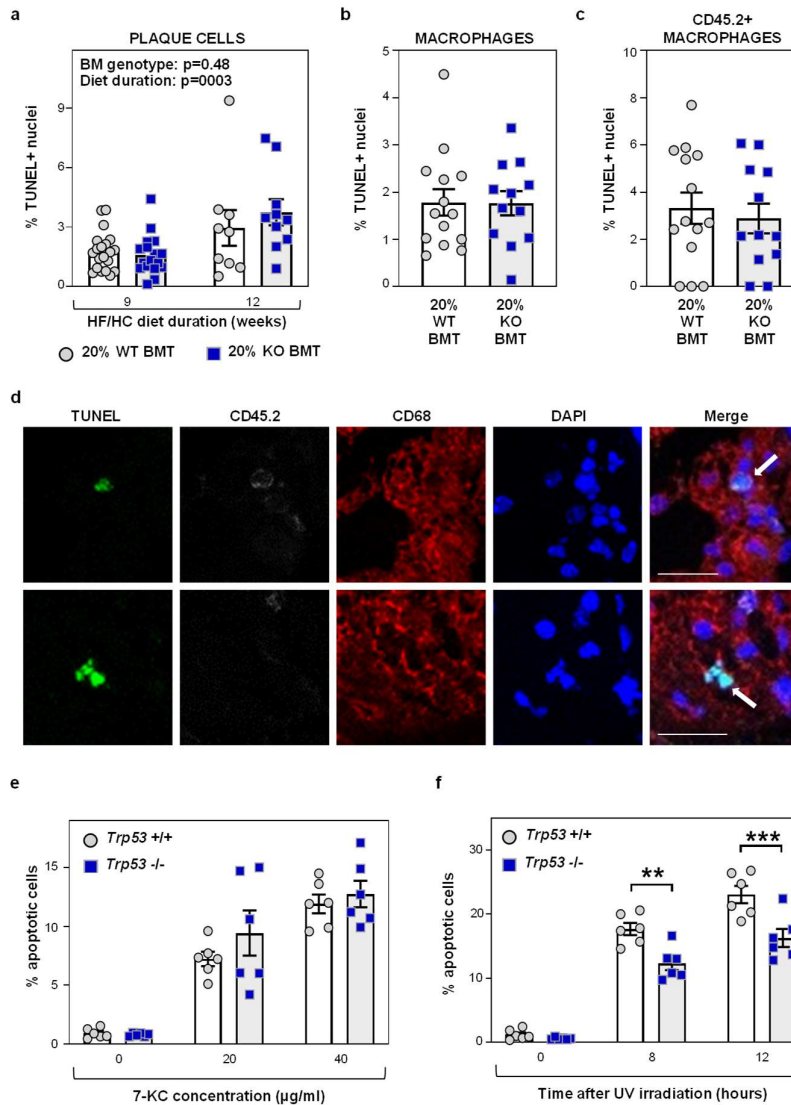 a
PLAQUE CELLS
BM genotype: p=0.48
Diet duration: p=0003
% TUNEL+ nuclei
9
6
3
0
9
12
HF/HC diet duration (weeks)
20% WT BMT
20% KO BMT
b
MACROPHAGES
% TUNEL+ nuclei
5
4
3
2
1
0
20%
WT
BMT
20%
KO
BMT
c
CD45.2+
MACROPHAGES
% TUNEL+ nuclei
10
8
6
4
2
0
20%
WT
BMT
20%
KO
BMT
d
TUNEL
CD45.2
CD68
DAPI
Merge
e
Trp53 +/+
Trp53 -/-
% apoptotic cells
15
10
5
0
0
20
40
7-KC concentration (µg/ml)
f
Trp53 +/+
Trp53 -/-
% apoptotic cells
30
20
10
0
**
***
0
8
12
Time after UV irradiation (hours)